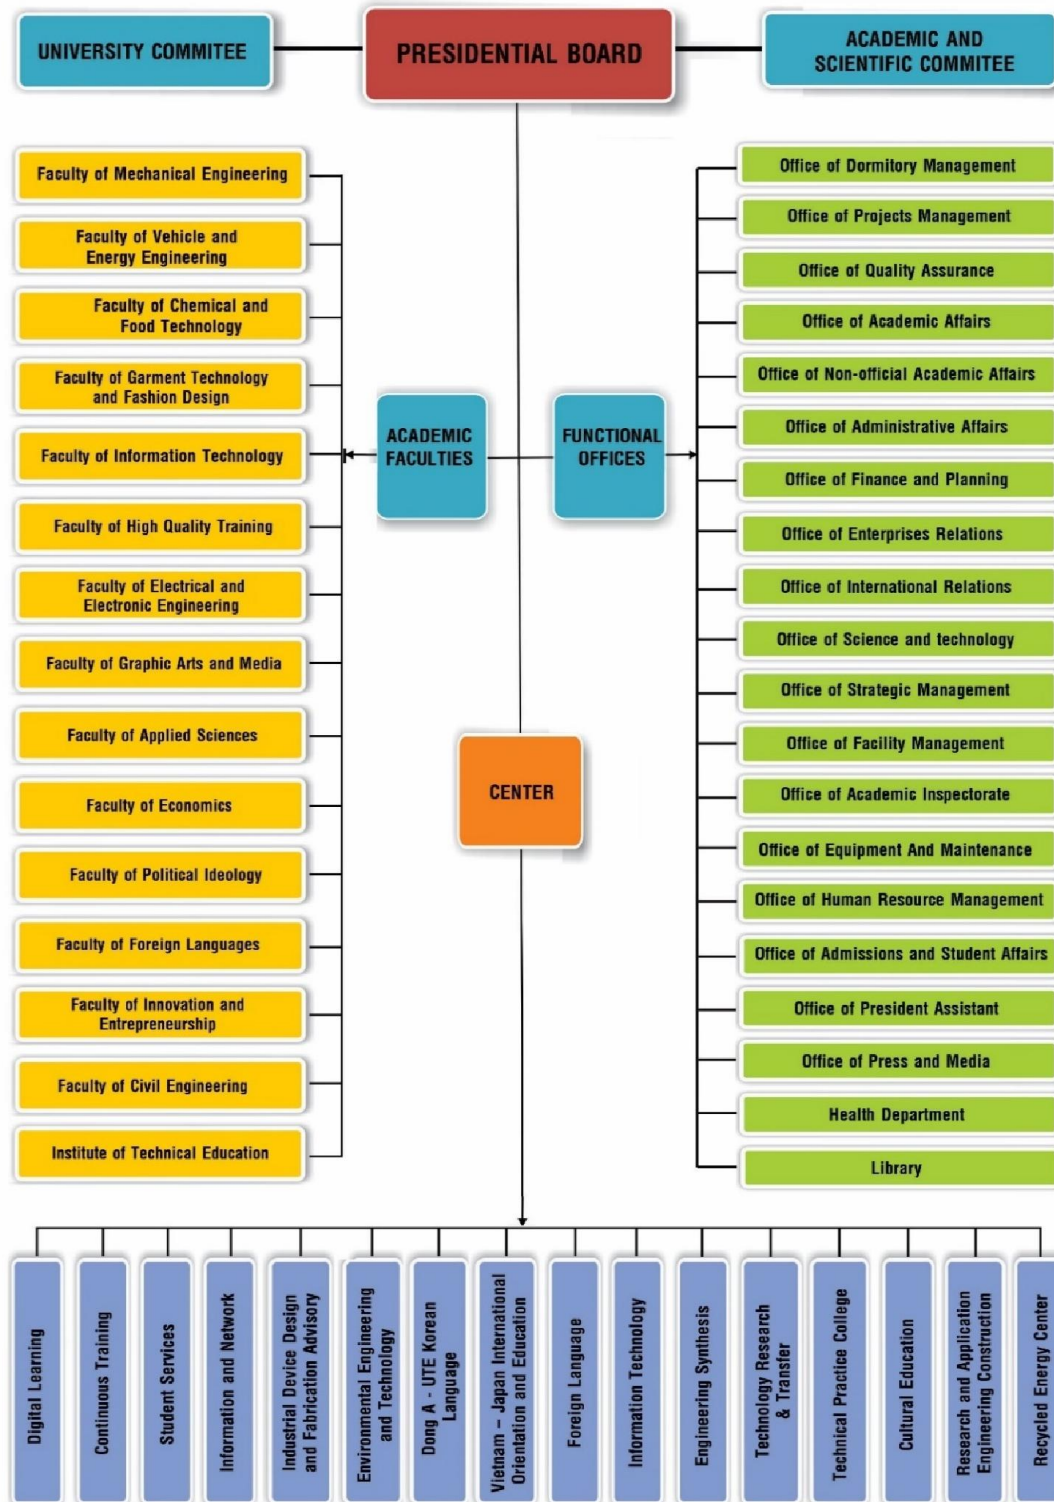 UNIVERSITY COMMITEE
PRESIDENTIAL BOARD
ACADEMIC AND
SCIENTIFIC COMMITEE
Faculty of Mechanical Engineering
Faculty of Vehicle and
Energy Engineering
Faculty of Chemical and
Food Technology
Faculty of Garment Technology
and Fashion Design
Faculty of Information Technology
Faculty of High Quality Training
Faculty of Electrical and
Electronic Engineering
Faculty of Graphic Arts and Media
Faculty of Applied Sciences
Faculty of Economics
Faculty of Political Ideology
Faculty of Foreign Languages
Faculty of Innovation and
Entrepreneurship
Faculty of Civil Engineering
Institute of Technical Education
ACADEMIC
FACULTIES
FUNCTIONAL
OFFICES
CENTER
Office of Dormitory Management
Office of Projects Management
Office of Quality Assurance
Office of Academic Affairs
Office of Non-official Academic Affairs
Office of Administrative Affairs
Office of Finance and Planning
Office of Enterprises Relations
Office of International Relations
Office of Science and technology
Office of Strategic Management
Office of Facility Management
Office of Academic Inspectorate
Office of Equipment And Maintenance
Office of Human Resource Management
Office of Admissions and Student Affairs
Office of President Assistant
Office of Press and Media
Health Department
Library
Digital Learning
Continuous Training
Student Services
Information and Network
Industrial Device Design
and Fabrication Advisory
Environmental Engineering
and Technology
Dong A - UTE Korean
Language
Vietnam – Japan International
Orientation and Education
Foreign Language
Information Technology
Engineering Synthesis
Technology Research
& Transfer
Technical Practice College
Cultural Education
Research and Application
Engineering Construction
Recycled Energy Center